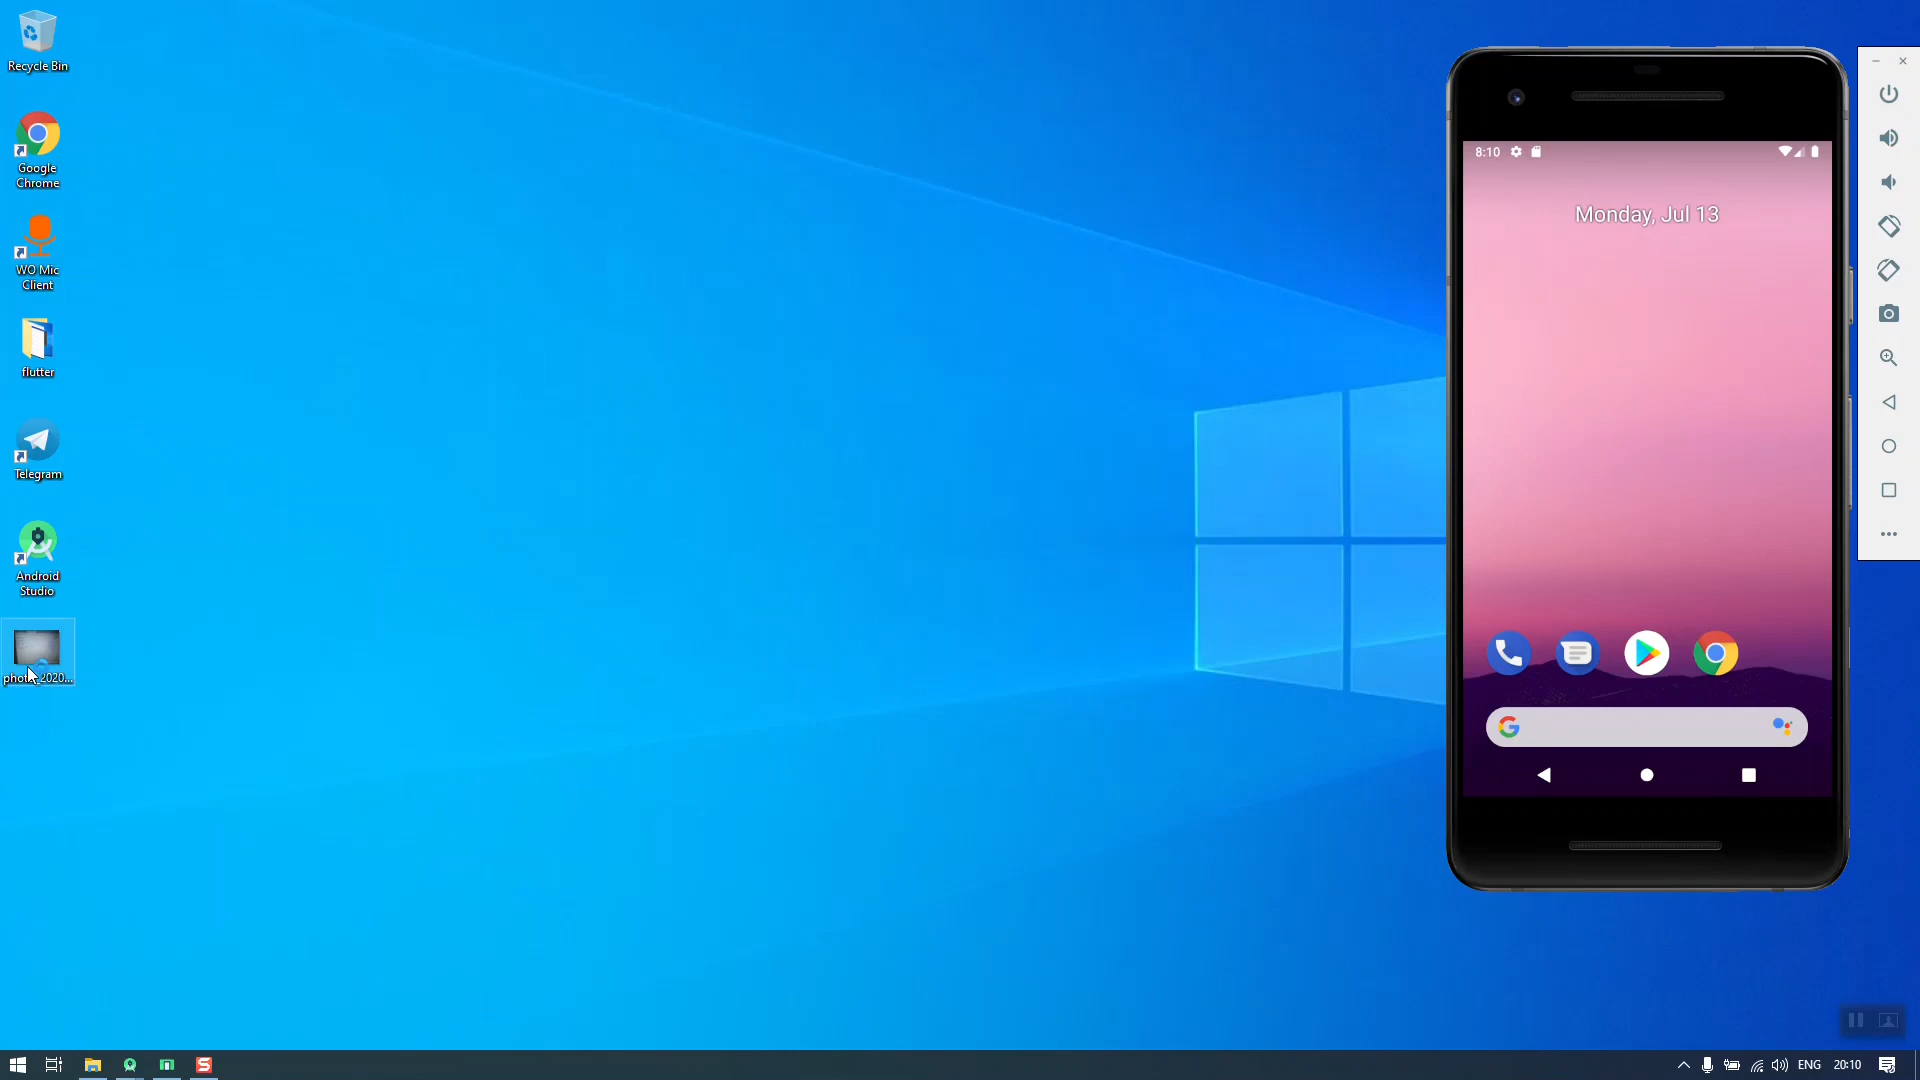 Recycle Bin
Google
Chrome
WO Mic
Client
flutter
Telegram
Android
Studio
photo_2020...
8:10
Monday, Jul 13
ENG
20:10